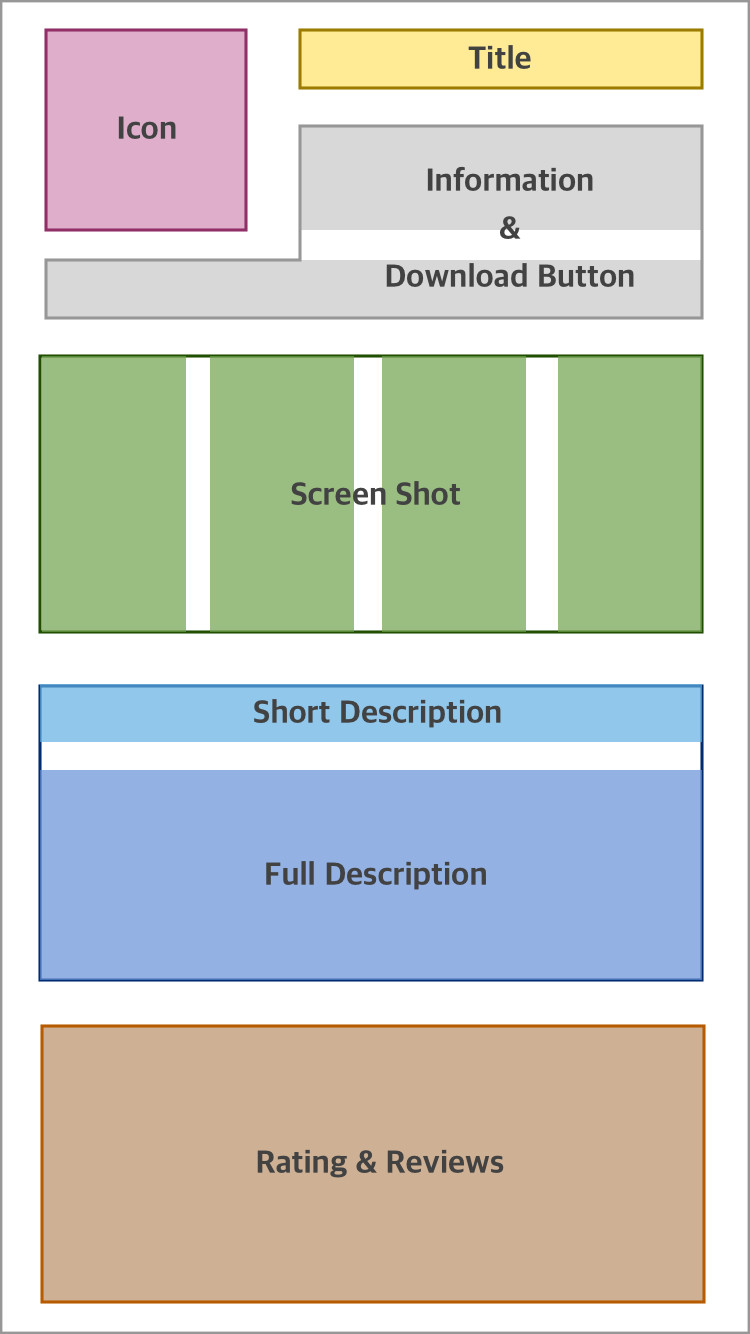 Icon
Title
Information
&
Download Button
Screen Shot
Short Description
Full Description
Rating & Reviews